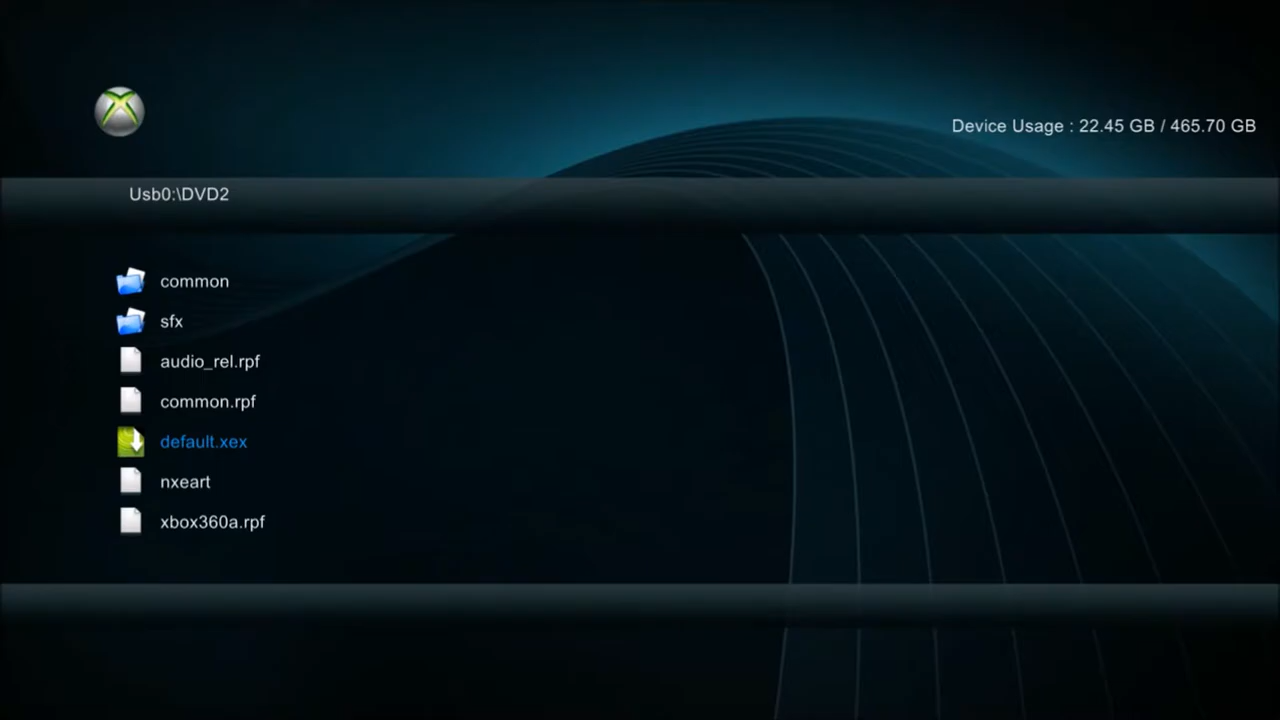 Device Usage : 22.45 GB / 465.70 GB
Usb0:\DVD2
common
sfx
audio_rel.rpf
common.rpf
default.xex
nxeart
xbox360a.rpf